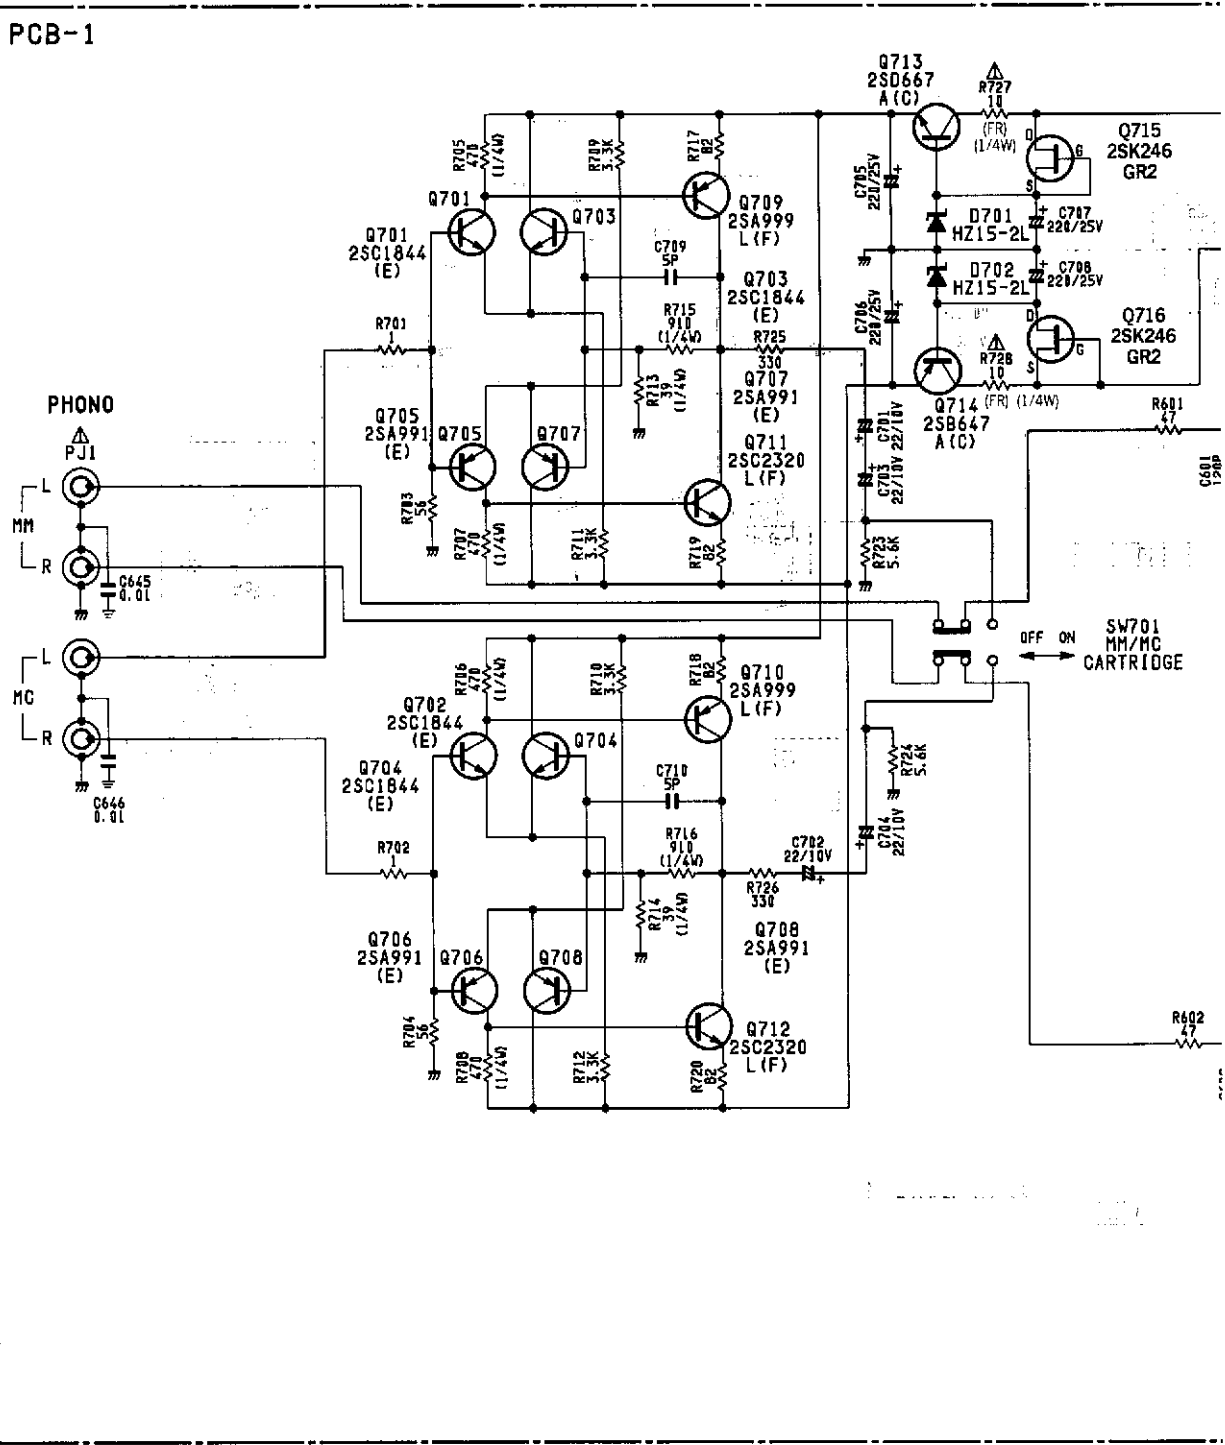 PCB-1
Q713
2SD667
A(C)
R727
10
(FR)
(1/4W)
Q715
2SK246
GR2
D
G
S
R705
470
(1/4W)
R709
3.3K
R717
82
C705
220/25V
Q701
Q703
Q709
2SA999
L(F)
D701
HZ15-2L
C707
220/25V
Q701
2SC1844
(E)
C709
5P
D702
HZ15-2L
C708
220/25V
Q703
2SC1844
(E)
C706
220/25V
D
G
S
Q716
2SK246
GR2
R701
1
R715
910
(1/4W)
R725
330
R728
10
(FR) (1/4W)
R713
39
(1/4W)
Q707
2SA991
(E)
Q714
2SB647
A(C)
PHONO
PJ1
Q705
2SA991
(E)
Q705
Q707
Q711
2SC2320
L(F)
C701
22/10V
C703
22/10V
R601
47
C601
120P
L
MM
R
R703
56
R707
470
(1/4W)
R711
3.3K
R719
82
R723
5.6K
C645
0.01
L
MC
R
C646
0.01
OFF ON
SW701
MM/MC
CARTRIDGE
R706
470
(1/4W)
R710
3.3K
R718
82
Q710
2SA999
L(F)
Q702
2SC1844
(E)
Q704
Q704
2SC1844
(E)
C710
5P
R724
5.6K
C704
22/10V
R702
1
R716
910
(1/4W)
C702
22/10V
R726
330
R714
39
(1/4W)
Q706
2SA991
(E)
Q706
Q708
Q708
2SA991
(E)
R704
56
R708
470
(1/4W)
R712
3.3K
R720
82
Q712
2SC2320
L(F)
R602
47